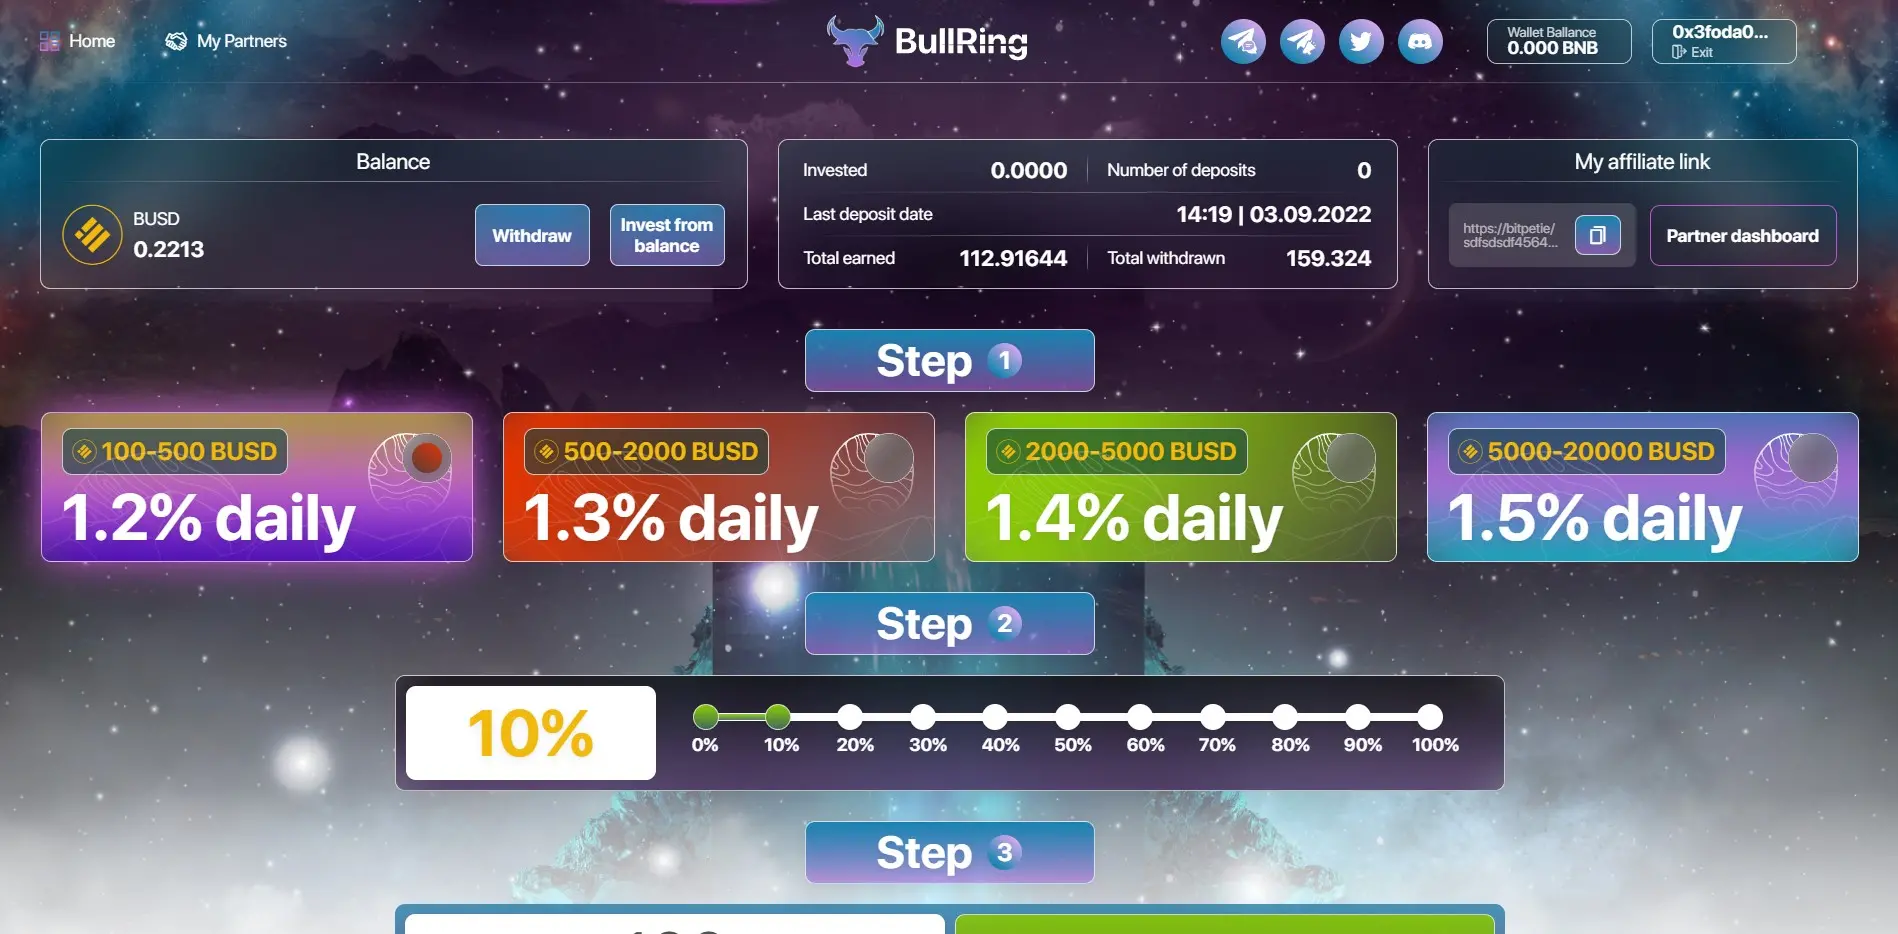 Home
My Partners
BullRing
Wallet Ballance
0.000 BNB
0x3foda0...
Exit
Balance
BUSD
0.2213
Withdraw
Invest from
balance
Invested
0.0000
Number of deposits
0
Last deposit date
14:19 | 03.09.2022
Total earned
112.91644
Total withdrawn
159.324
My affiliate link
https://bitpetie/
sdfsdsdf4564...
Partner dashboard
Step 1
100-500 BUSD
1.2% daily
500-2000 BUSD
1.3% daily
2000-5000 BUSD
1.4% daily
5000-20000 BUSD
1.5% daily
Step 2
10%
0%
10%
20%
30%
40%
50%
60%
70%
80%
90%
100%
Step 3